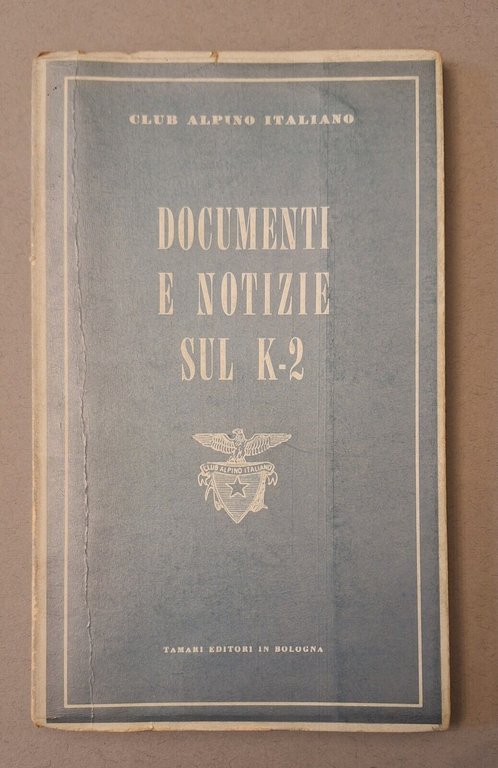 CLUB ALPINO ITALIANO
DOCUMENTI
E NOTIZIE
SUL K-2
CLUB ALPINO ITALIANO
TAMARI EDITORI IN BOLOGNA